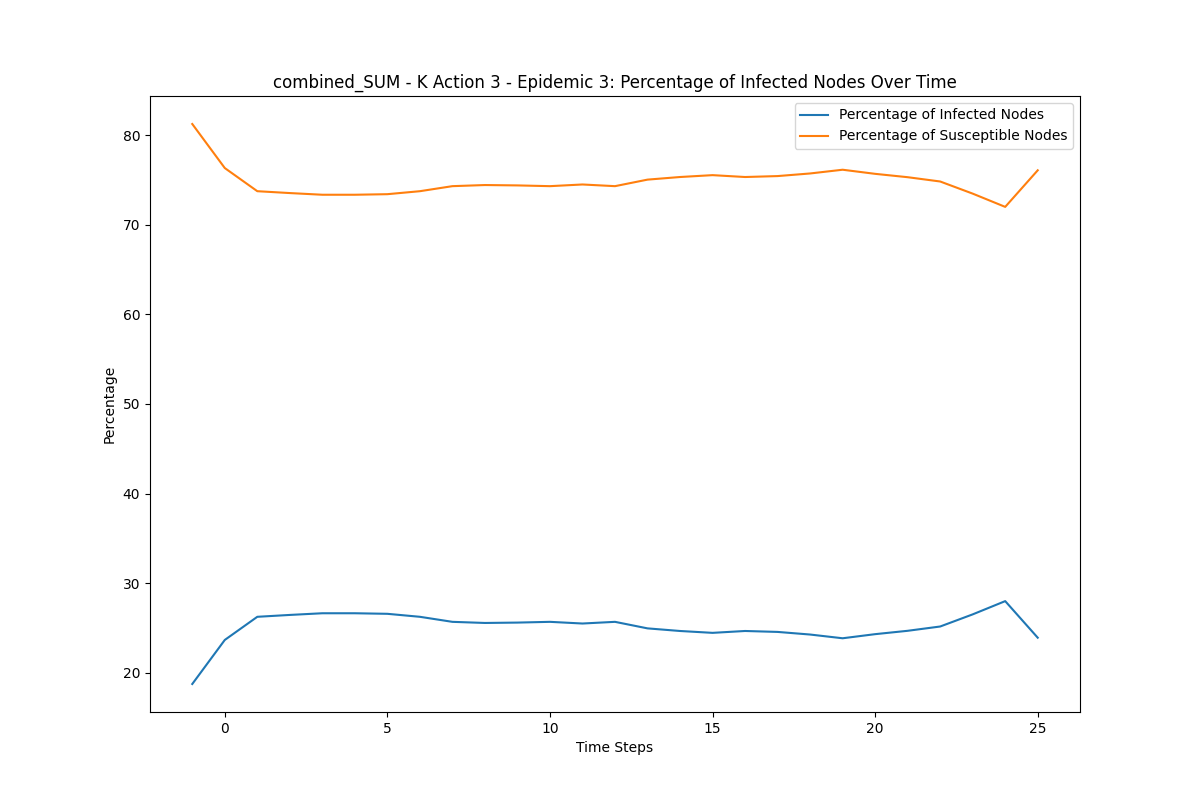 combined_SUM - K Action 3 - Epidemic 3: Percentage of Infected Nodes Over Time
Percentage of Infected Nodes
Percentage of Susceptible Nodes
80
70
60
50
40
30
20
Percentage
0 5 10 15 20 25
Time Steps